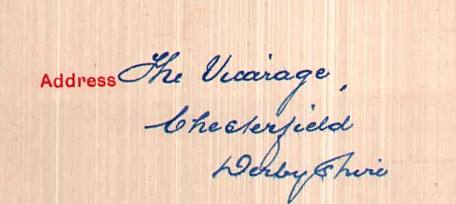 Address The Vicarage,
Chesterfield
Derbyshire